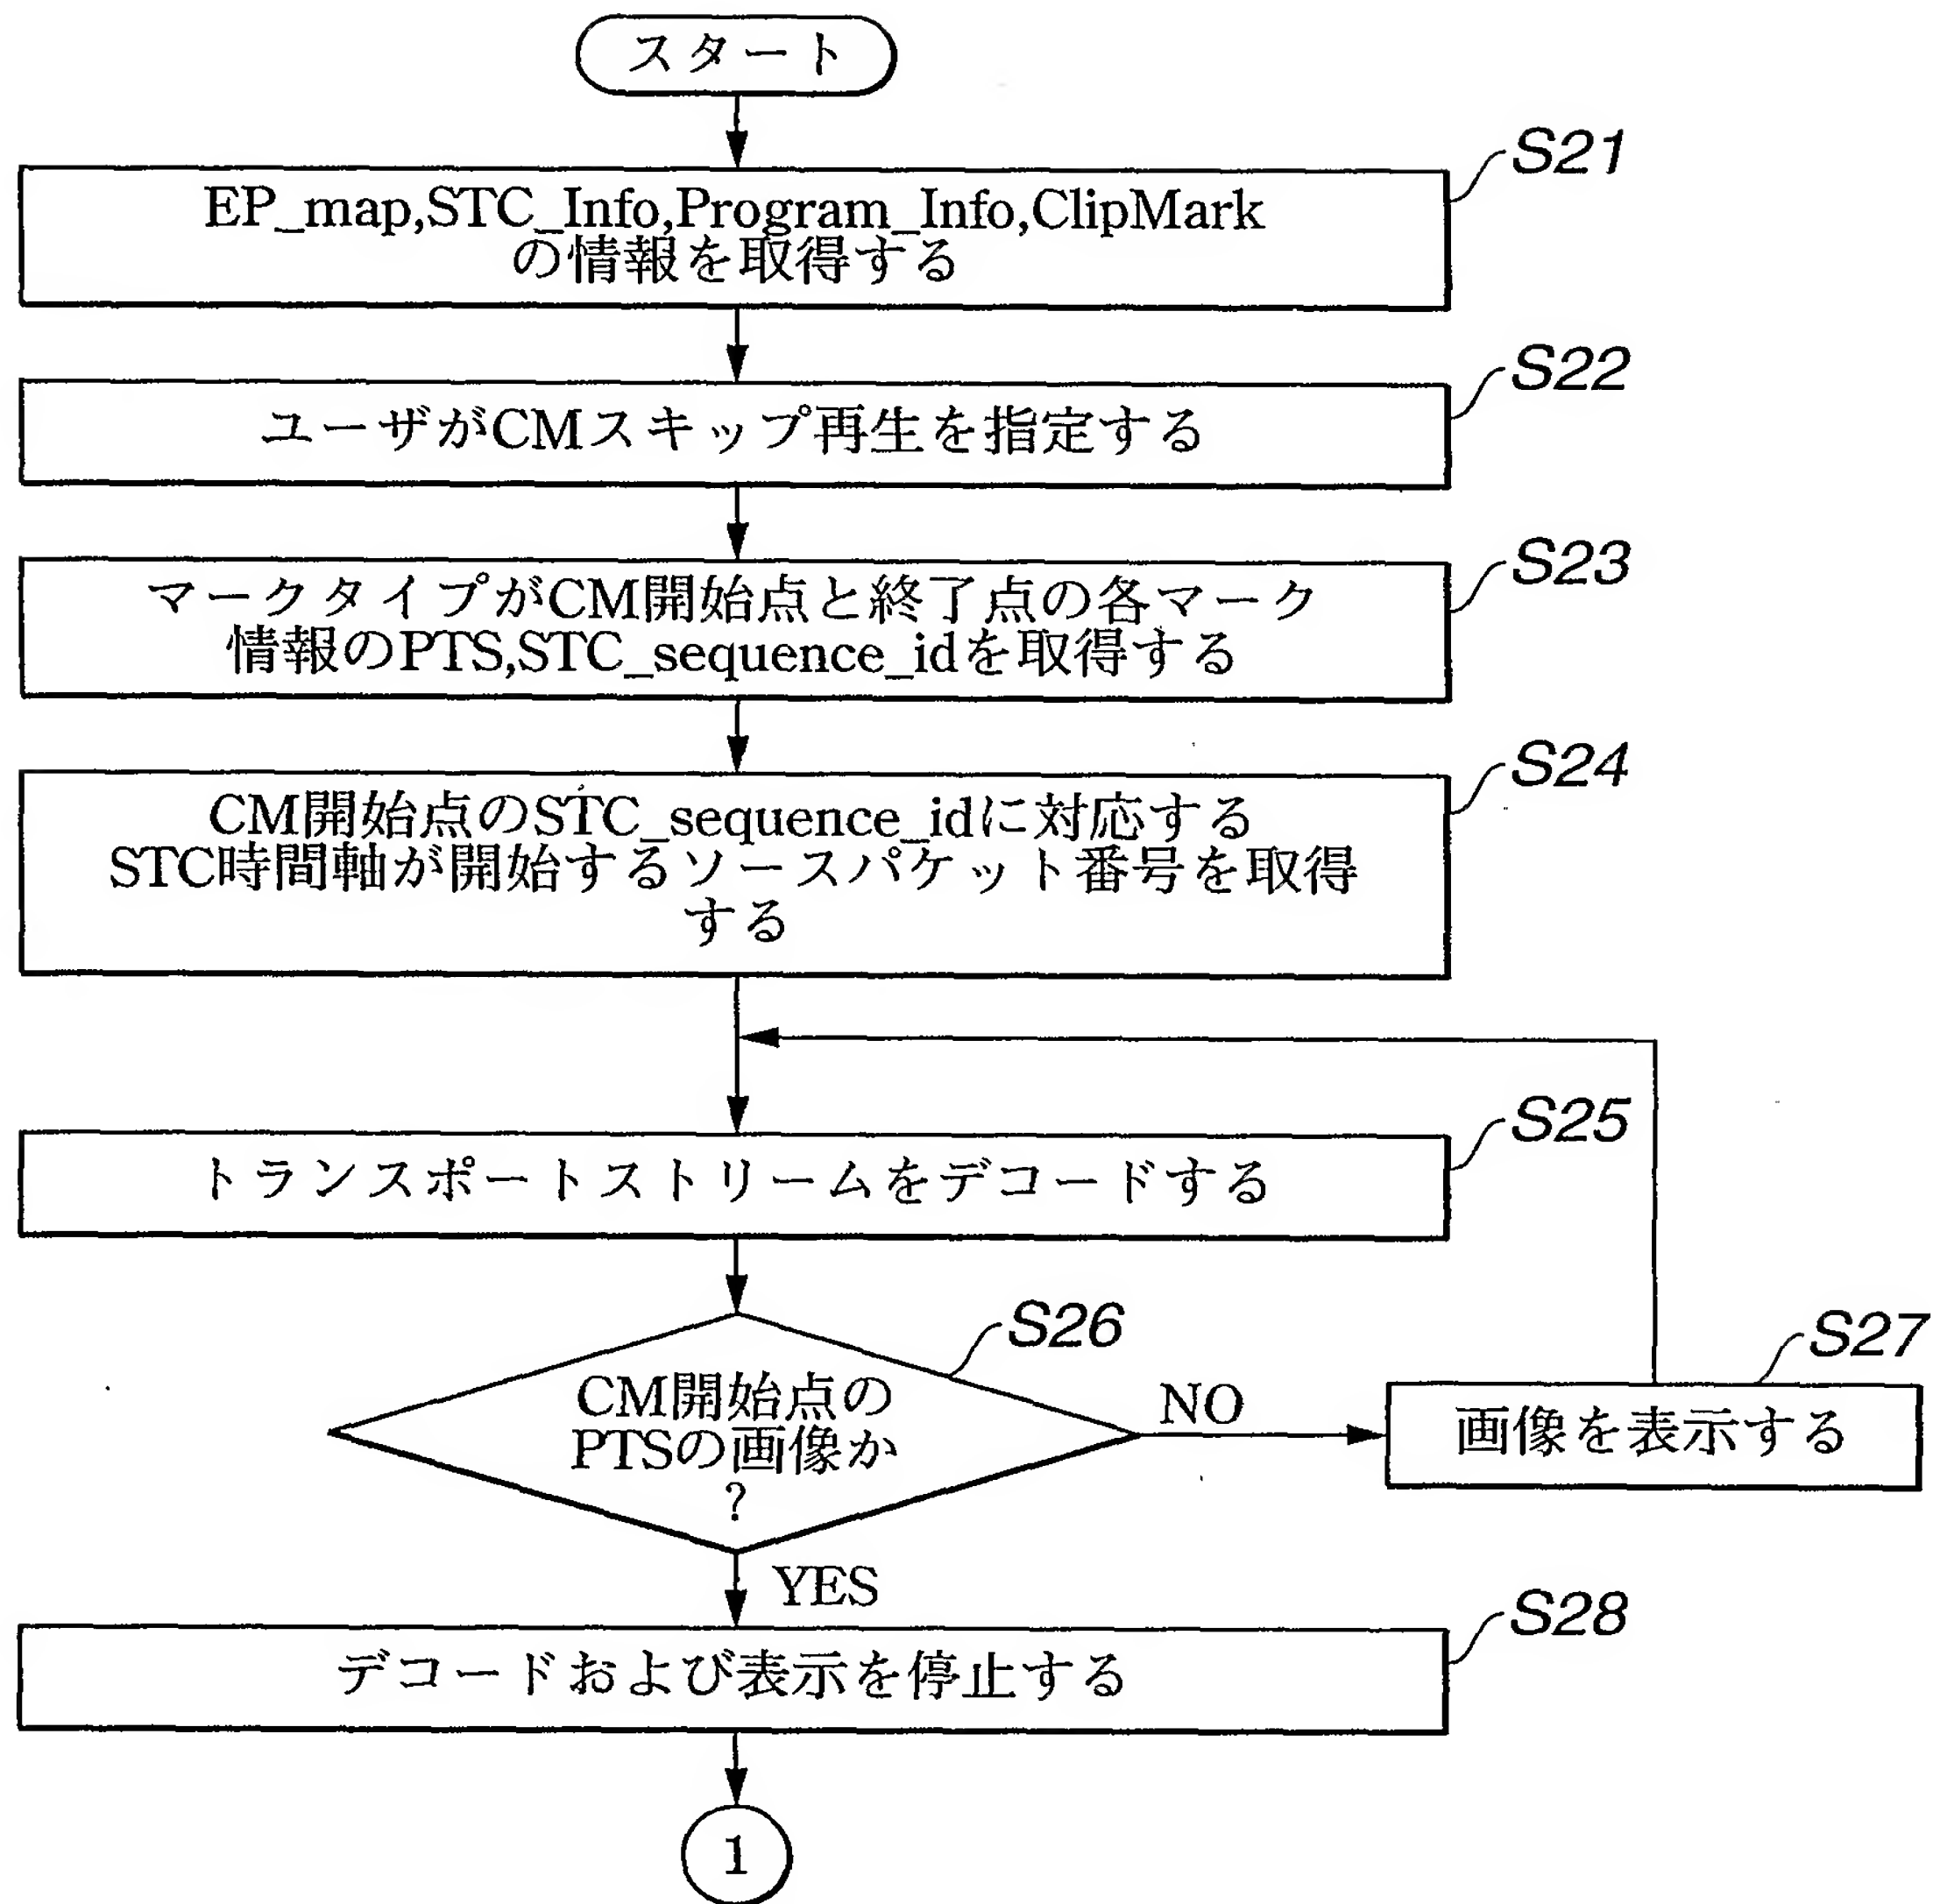 スタート
S21
EP_map,STC_Info,Program_Info,ClipMark
の情報を取得する
S22
ユーザがCMスキップ再生を指定する
S23
マークタイプがCM開始点と終了点の各マーク
情報のPTS,STC_sequence_idを取得する
S24
CM開始点のSTC_sequence_idに対応する
STC時間軸が開始するソースパケット番号を取得
する
S25
トランスポートストリームをデコードする
S26
CM開始点の
PTSの画像か
?
NO
S27
画像を表示する
YES
S28
デコードおよび表示を停止する
1